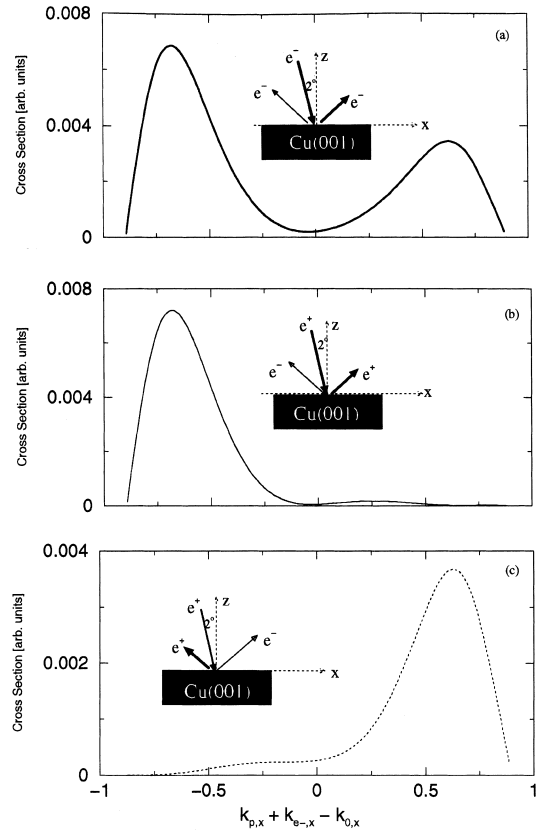 0.008
(a)
z
e⁻
2°
e⁻
e⁻
0.004
x
Cu(001)
Cross Section [arb. units]
0
0.008
(b)
z
e⁺
2°
e⁻
e⁺
0.004
x
Cu(001)
Cross Section [arb. units]
0
0.004
(c)
z
e⁺
2°
e⁺
e⁻
0.002
x
Cu(001)
Cross Section [arb. units]
0
−1 −0.5 0 0.5 1
k_p,x + k_e−,x − k_0,x